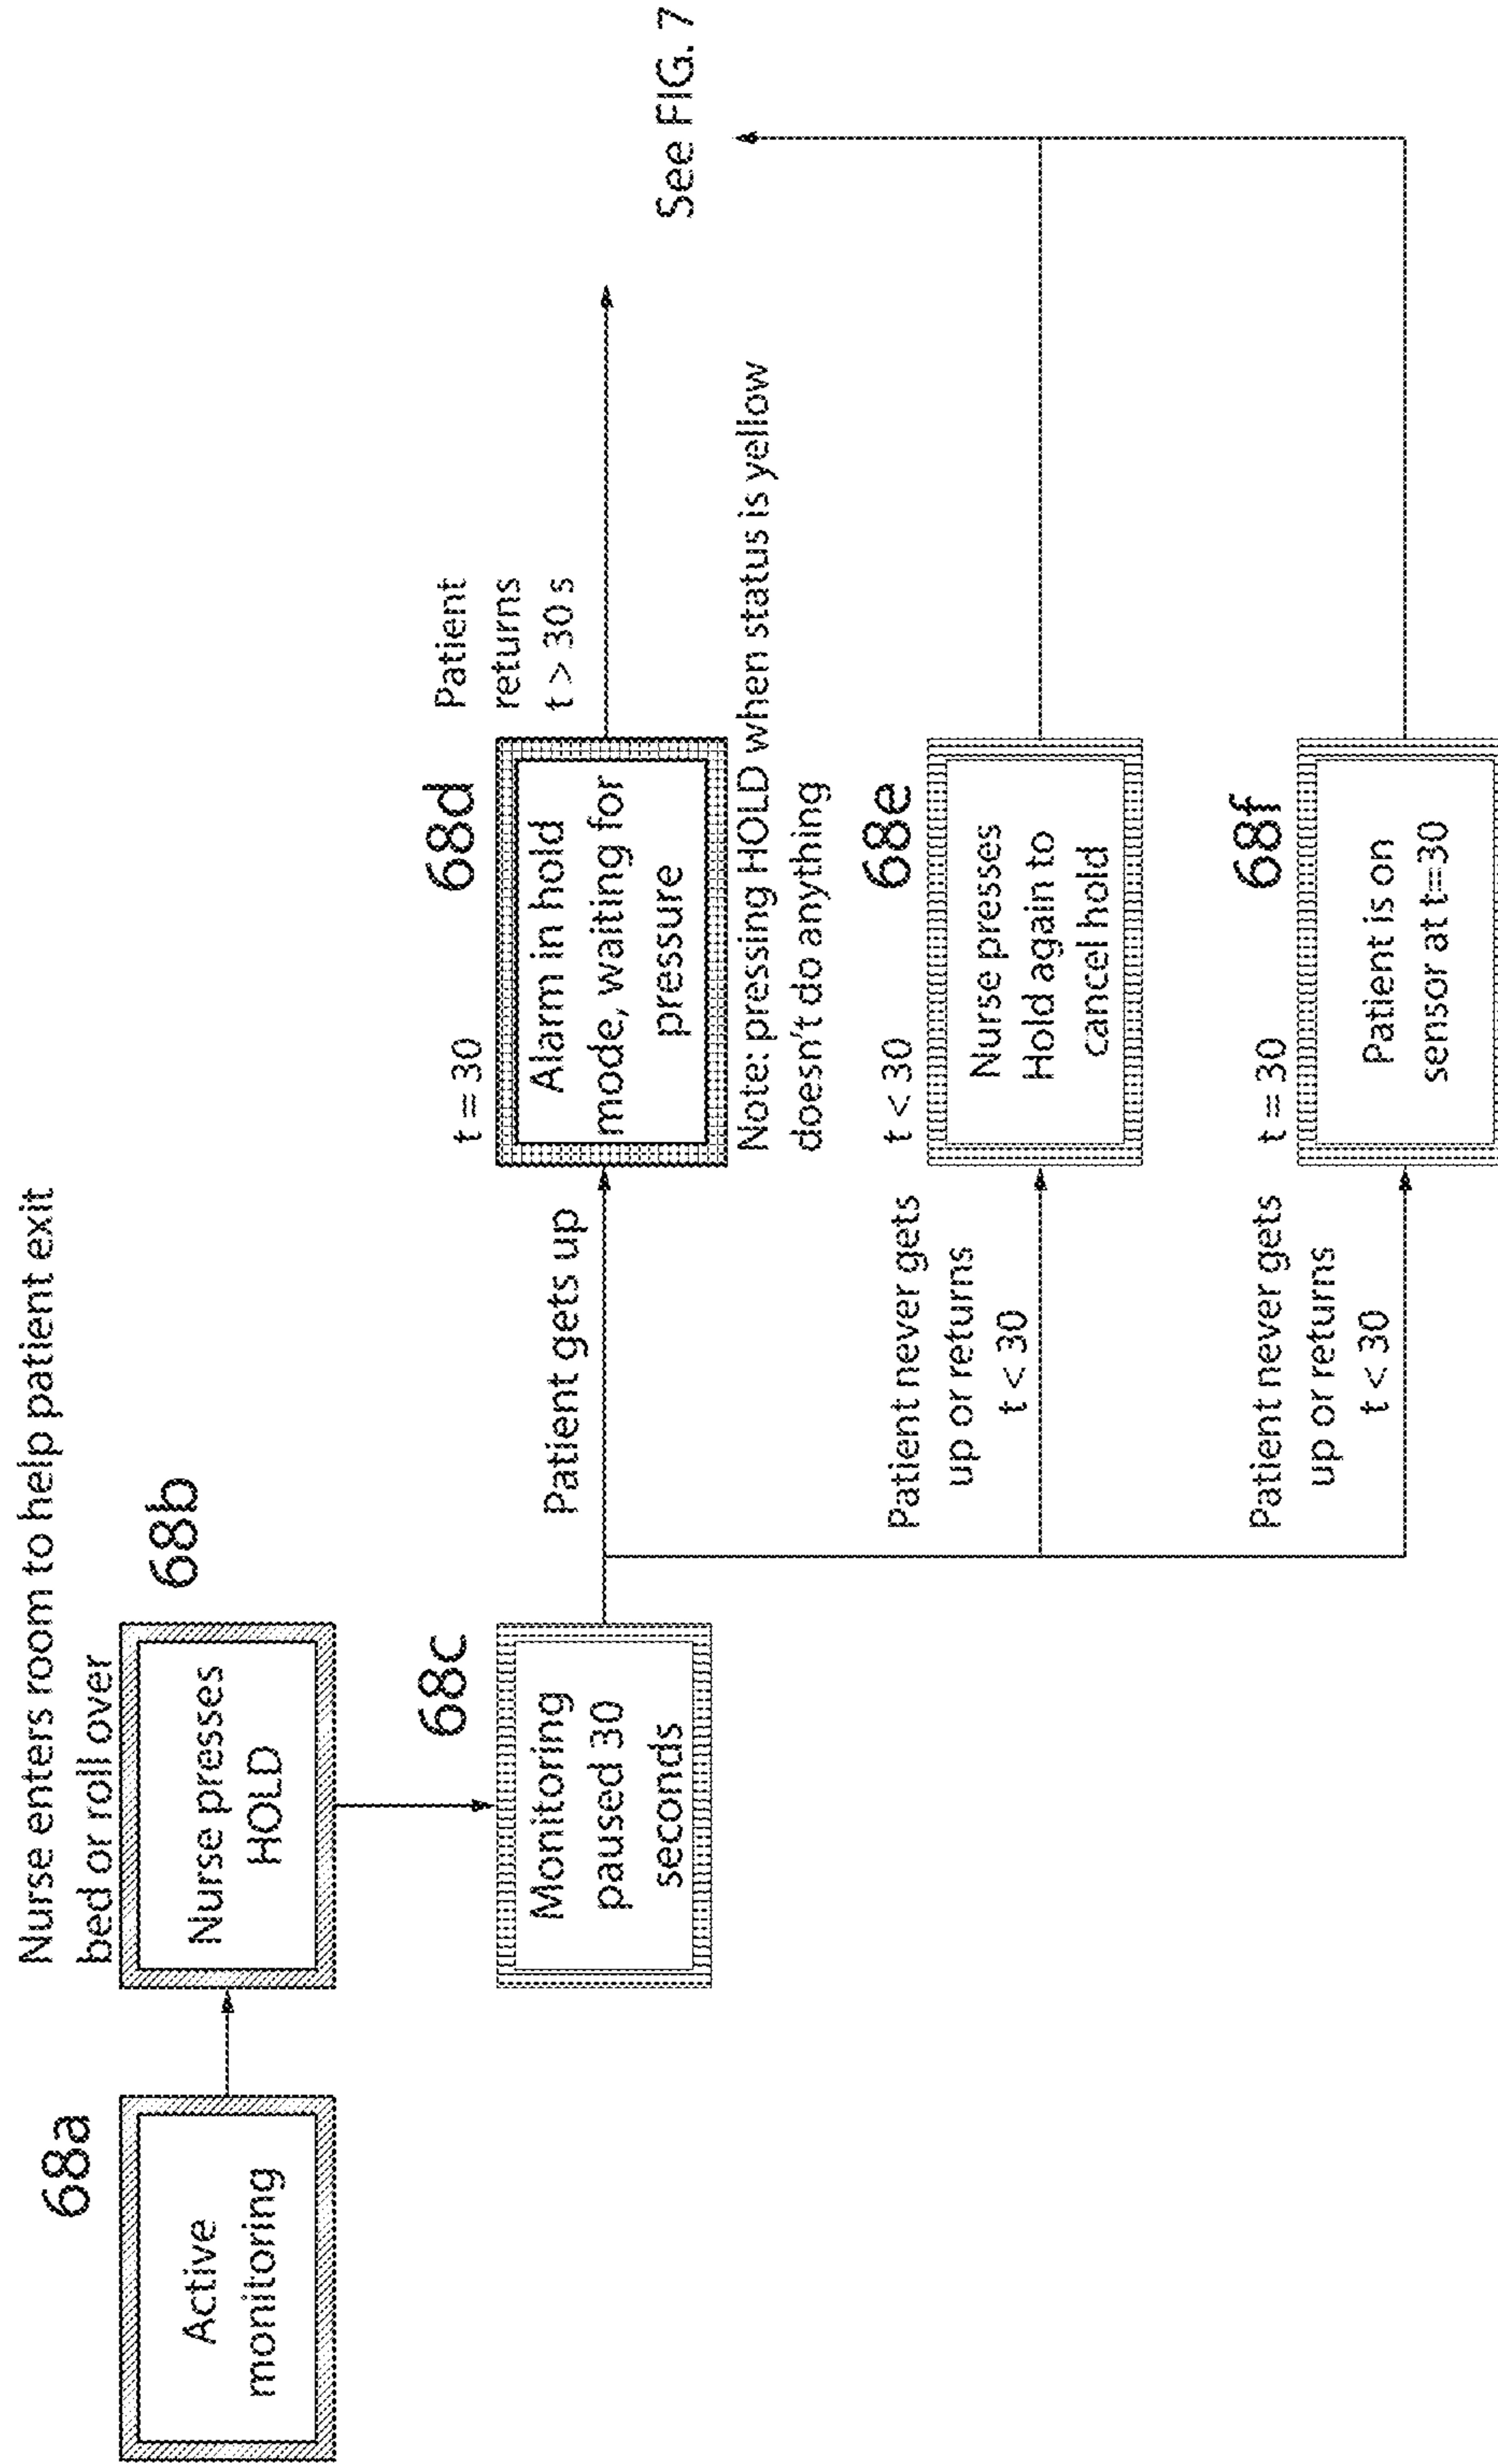 Nurse enters room to help patient exit
bed or roll over
68a
68b
Active
monitoring
Nurse presses
HOLD
68c
Monitoring
paused 30
seconds
Patient gets up
t = 30
68d
Alarm in hold
mode, waiting for
pressure
Patient
returns
t > 30 s
See FIG. 7
Note: pressing HOLD when status is yellow
doesn't do anything
Patient never gets
up or returns
t < 30
t < 30
68e
Nurse presses
Hold again to
cancel hold
Patient never gets
up or returns
t < 30
t = 30
68f
Patient is on
sensor at t=30